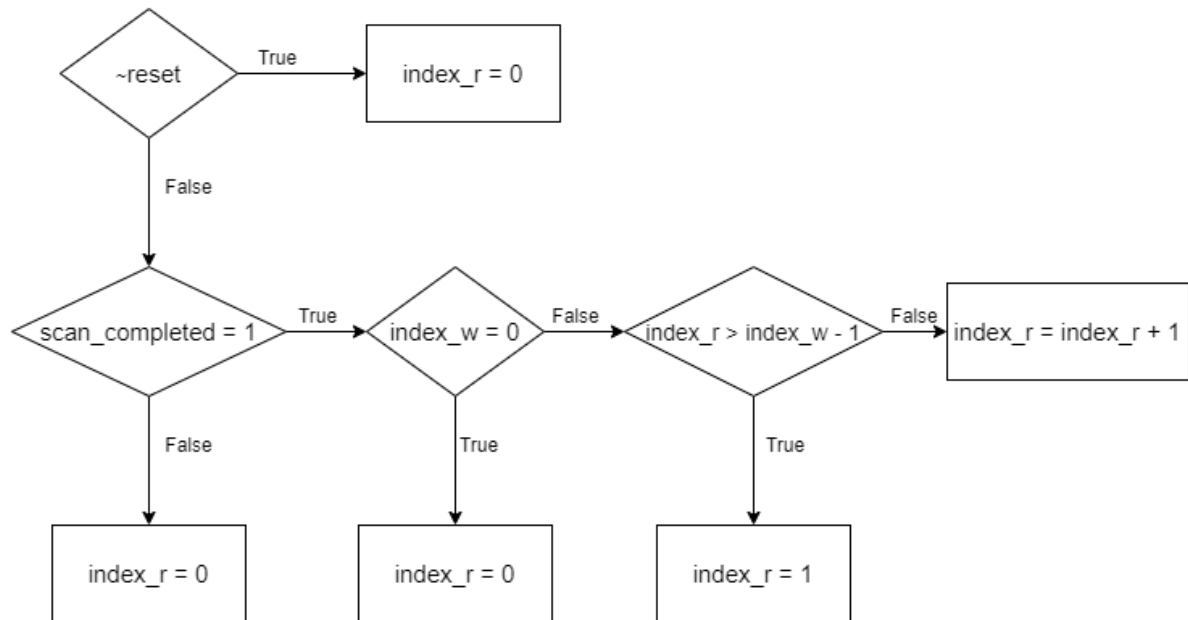 ~reset
True
index_r = 0
False
scan_completed = 1
True
index_w = 0
False
index_r > index_w - 1
False
index_r = index_r + 1
False
True
True
index_r = 0
index_r = 0
index_r = 1